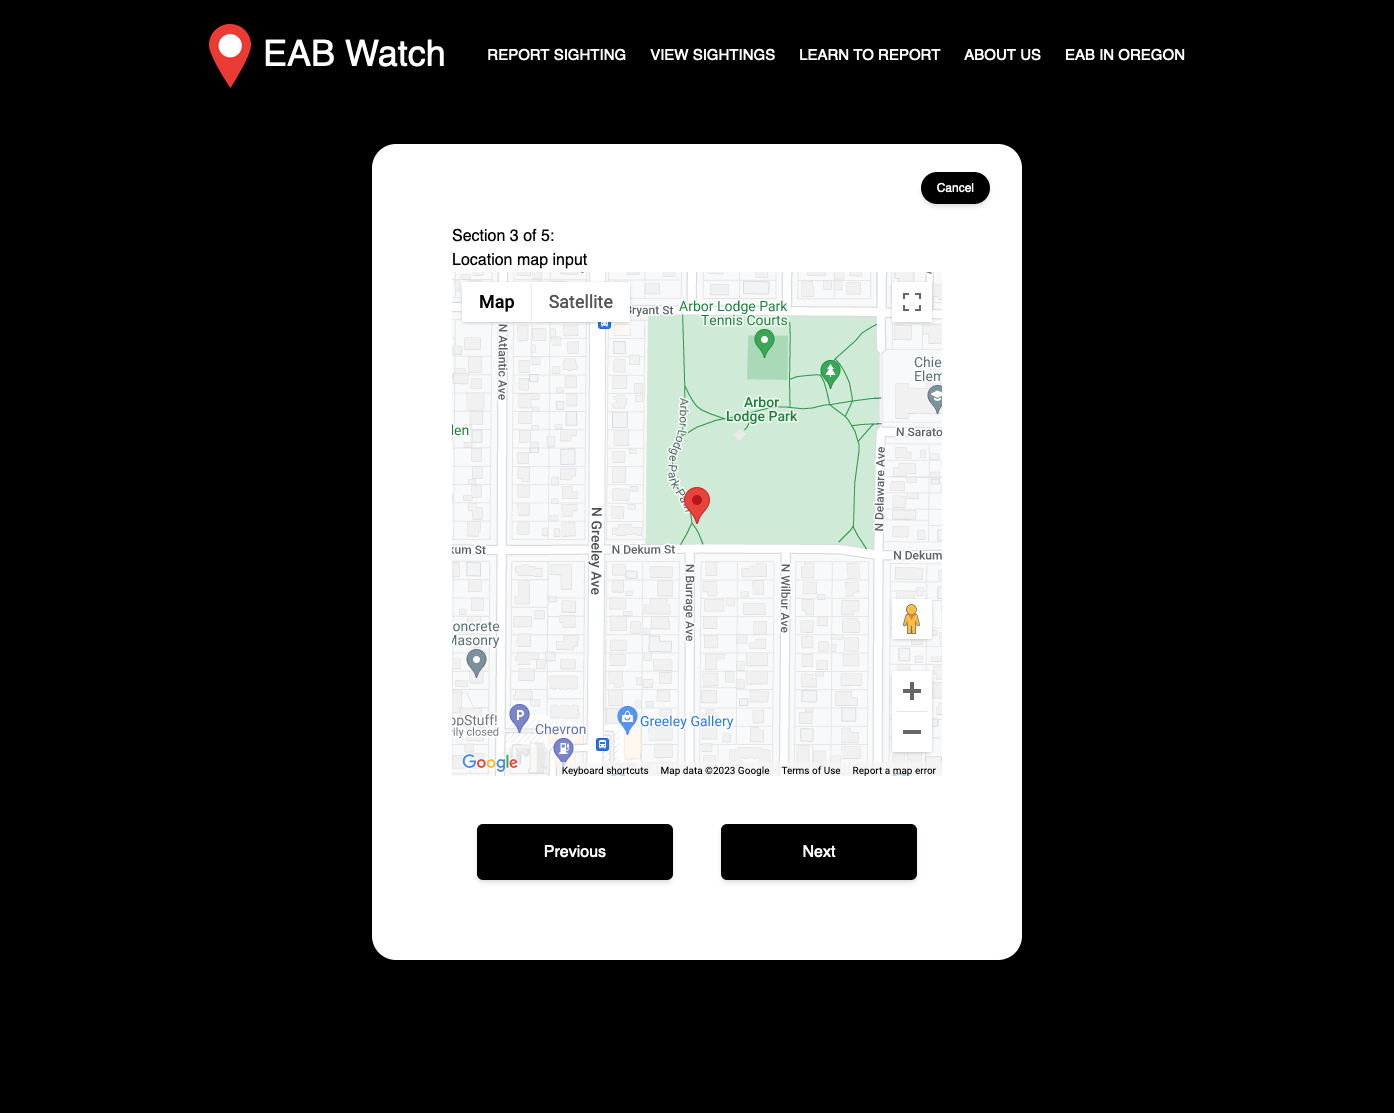 EAB Watch
REPORT SIGHTING
VIEW SIGHTINGS
LEARN TO REPORT
ABOUT US
EAB IN OREGON
Cancel
Section 3 of 5:
Location map input
Map
Satellite
Bryant St
Arbor Lodge Park
Tennis Courts
N Atlantic Ave
Chie
Elem
Arbor
Lodge Park
Arbor-Lodge-Park-Path
len
N Sarato
N Delaware Ave
N Greeley Ave
kum St
N Dekum St
N Dekum
N Burrage Ave
N Wilbur Ave
oncrete
Masonry
opStuff!
rily closed
P
Chevron
Greeley Gallery
Google
Keyboard shortcuts
Map data ©2023 Google
Terms of Use
Report a map error
Previous
Next